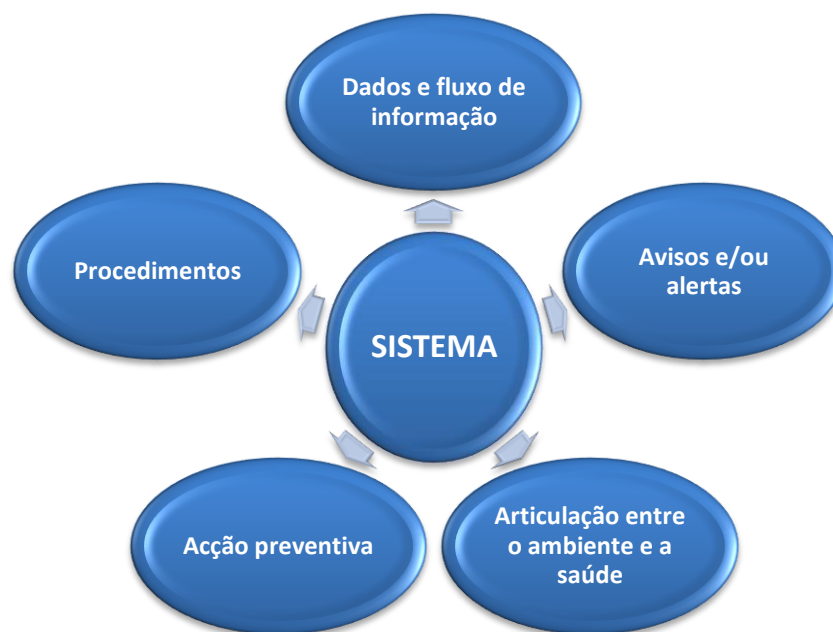 Dados e fluxo de
informação
Procedimentos
Avisos e/ou
alertas
SISTEMA
Acção preventiva
Articulação entre
o ambiente e a
saúde